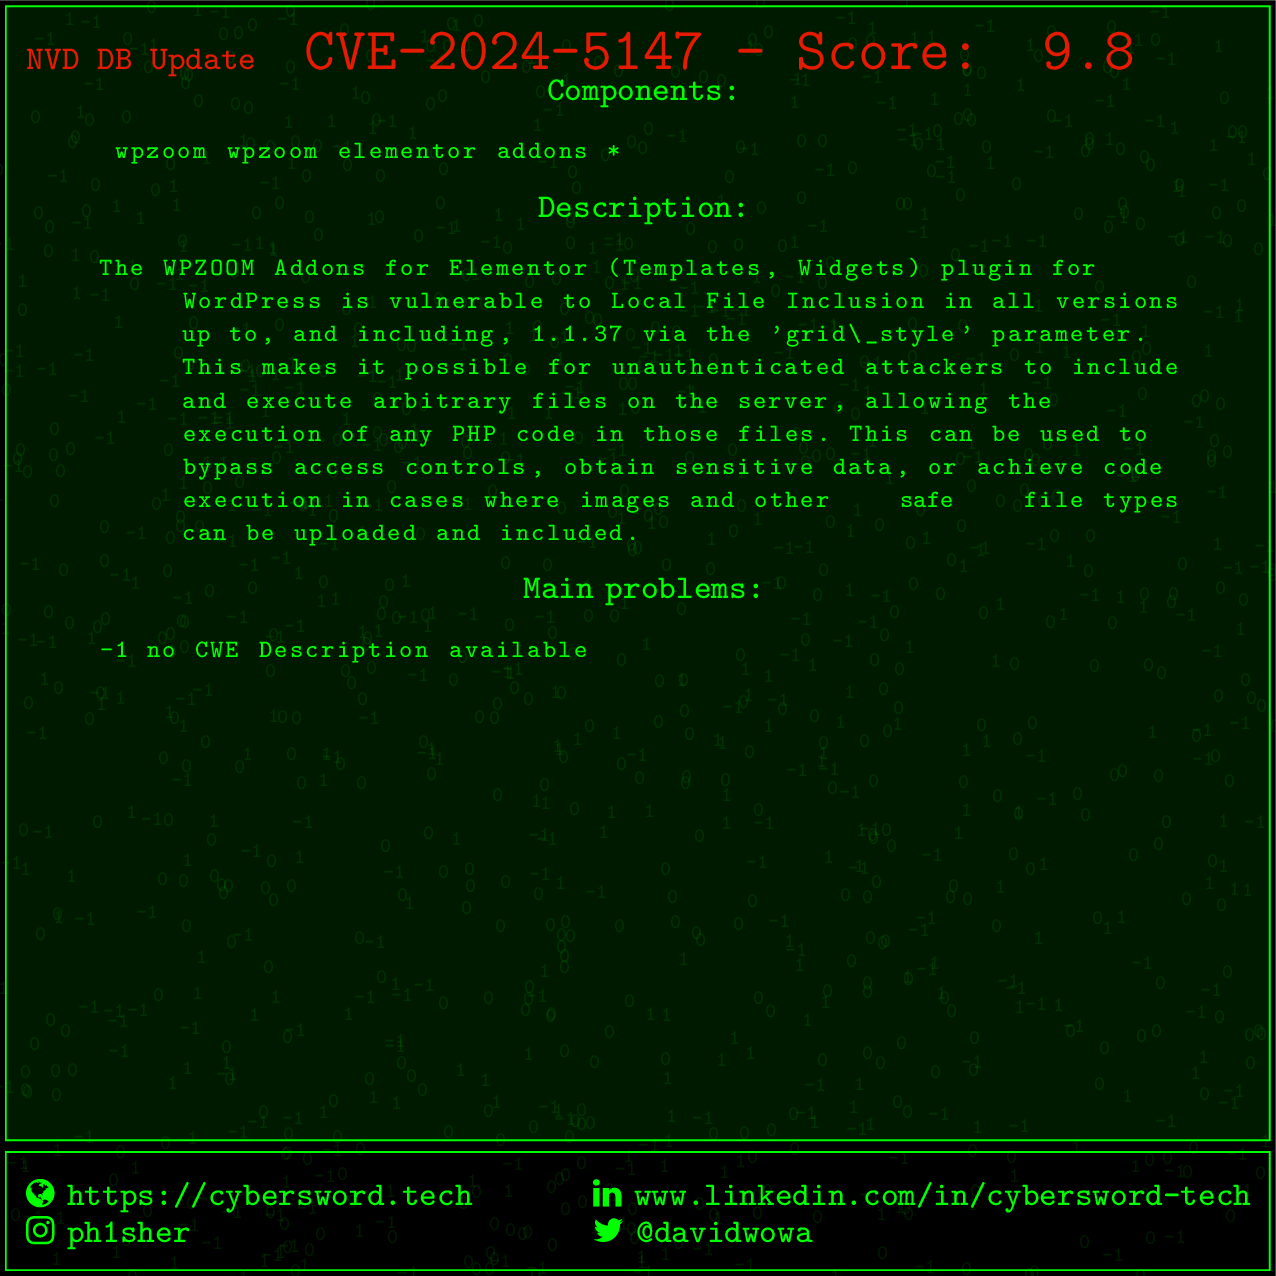 NVD DB Update CVE-2024-5147 - Score: 9.8
Components:
wpzoom wpzoom elementor addons *
Description:
The WPZOOM Addons for Elementor (Templates, Widgets) plugin for
WordPress is vulnerable to Local File Inclusion in all versions
up to, and including, 1.1.37 via the 'grid\_style' parameter.
This makes it possible for unauthenticated attackers to include
and execute arbitrary files on the server, allowing the
execution of any PHP code in those files. This can be used to
bypass access controls, obtain sensitive data, or achieve code
execution in cases where images and other safe file types
can be uploaded and included.
Main problems:
-1 no CWE Description available
https://cybersword.tech www.linkedin.com/in/cybersword-tech
ph1sher @davidwowa